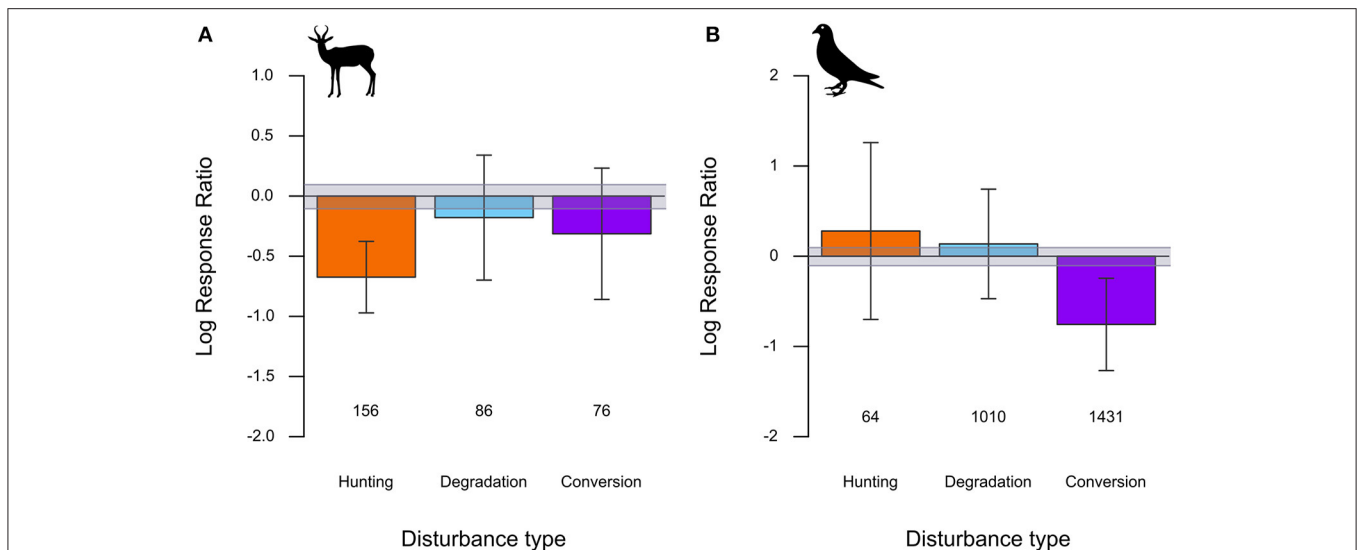 A
1.0
0.5
0.0
-0.5
-1.0
-1.5
-2.0
Log Response Ratio
156 86 76
Hunting Degradation Conversion
Disturbance type
B
2
1
0
-1
-2
Log Response Ratio
64 1010 1431
Hunting Degradation Conversion
Disturbance type